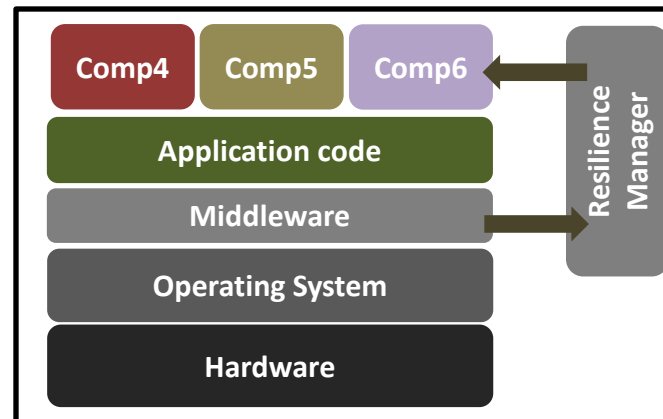 Comp4
Comp5
Comp6
Application code
Middleware
Operating System
Hardware
Resilience
Manager